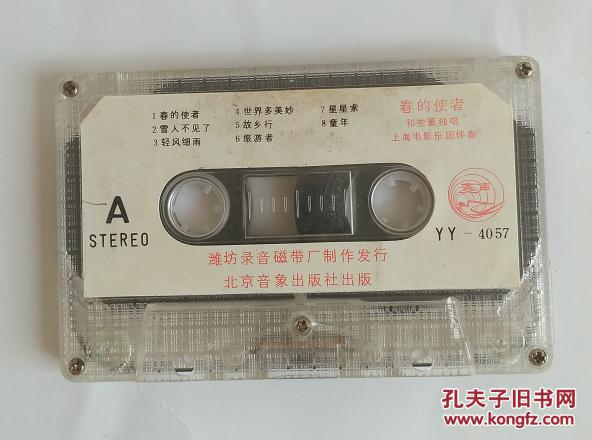 1 春的使者
2 雪人不见了
3 轻风细雨
4 世界多美妙
5 故乡行
6 旅游者
7 星星索
8 童年
春的使者
独唱
上海电影乐团伴奏
A
STEREO
燕声
YY - 4057
潍坊录音磁带厂制作发行
北京音象出版社出版
孔夫子旧书网
KONGFZ.COM